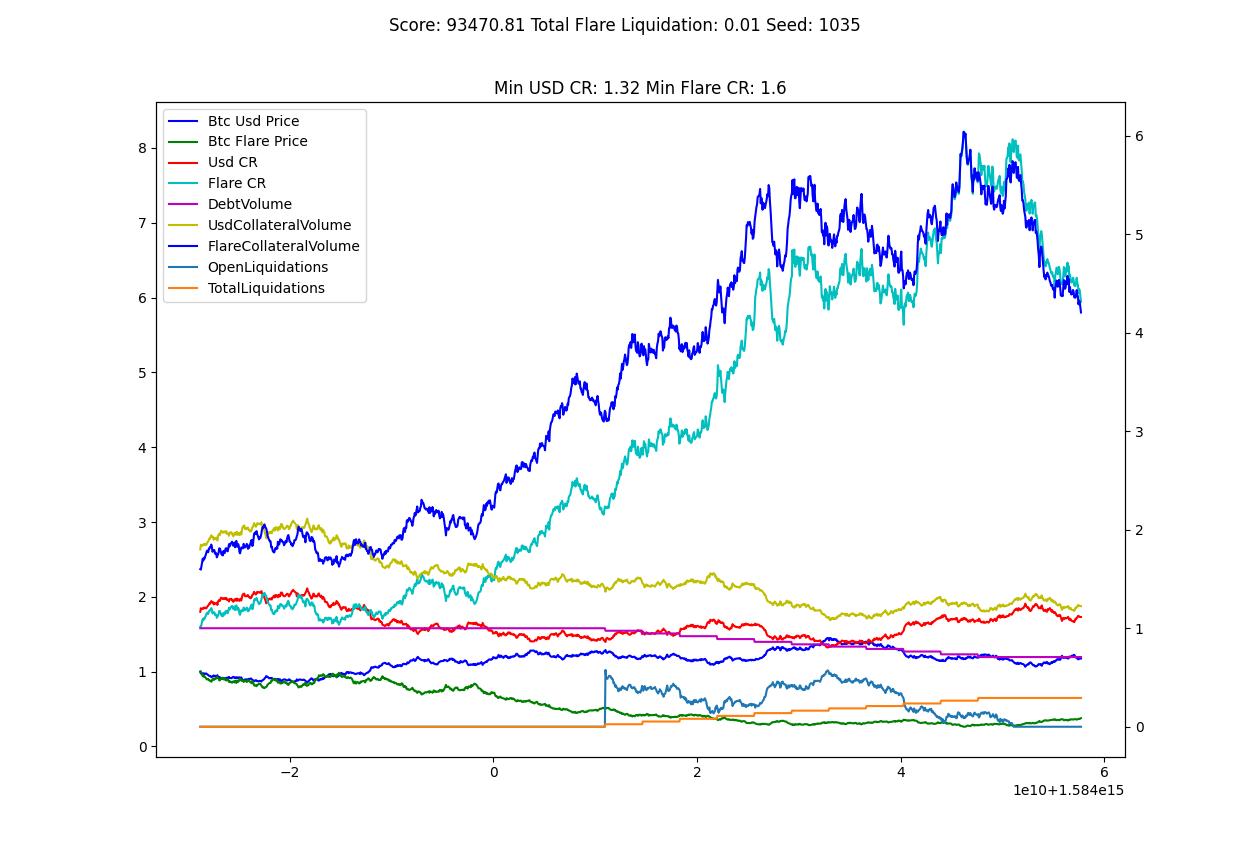 Score: 93470.81 Total Flare Liquidation: 0.01 Seed: 1035
Min USD CR: 1.32 Min Flare CR: 1.6
Btc Usd Price
Btc Flare Price
Usd CR
Flare CR
DebtVolume
UsdCollateralVolume
FlareCollateralVolume
OpenLiquidations
TotalLiquidations
8
7
6
5
4
3
2
1
0
6
5
4
3
2
1
0
−2
0
2
4
6
1e10+1.584e15